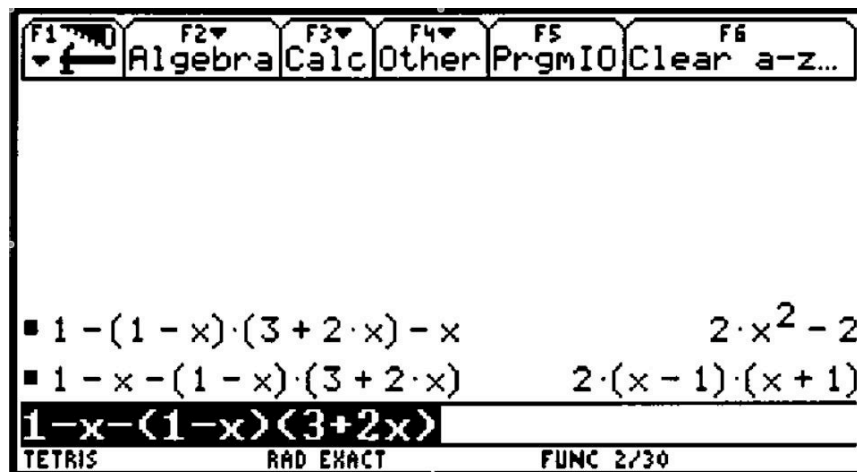 F1 F2 F3 F4 F5 F6
Algebra Calc Other PrgmIO Clear a-z…
1 - (1 - x)·(3 + 2·x) - x 2·x² - 2
1 - x - (1 - x)·(3 + 2·x) 2·(x - 1)·(x + 1)
1-x-(1-x)(3+2x)
TETRIS RAD EXACT FUNC 2/30